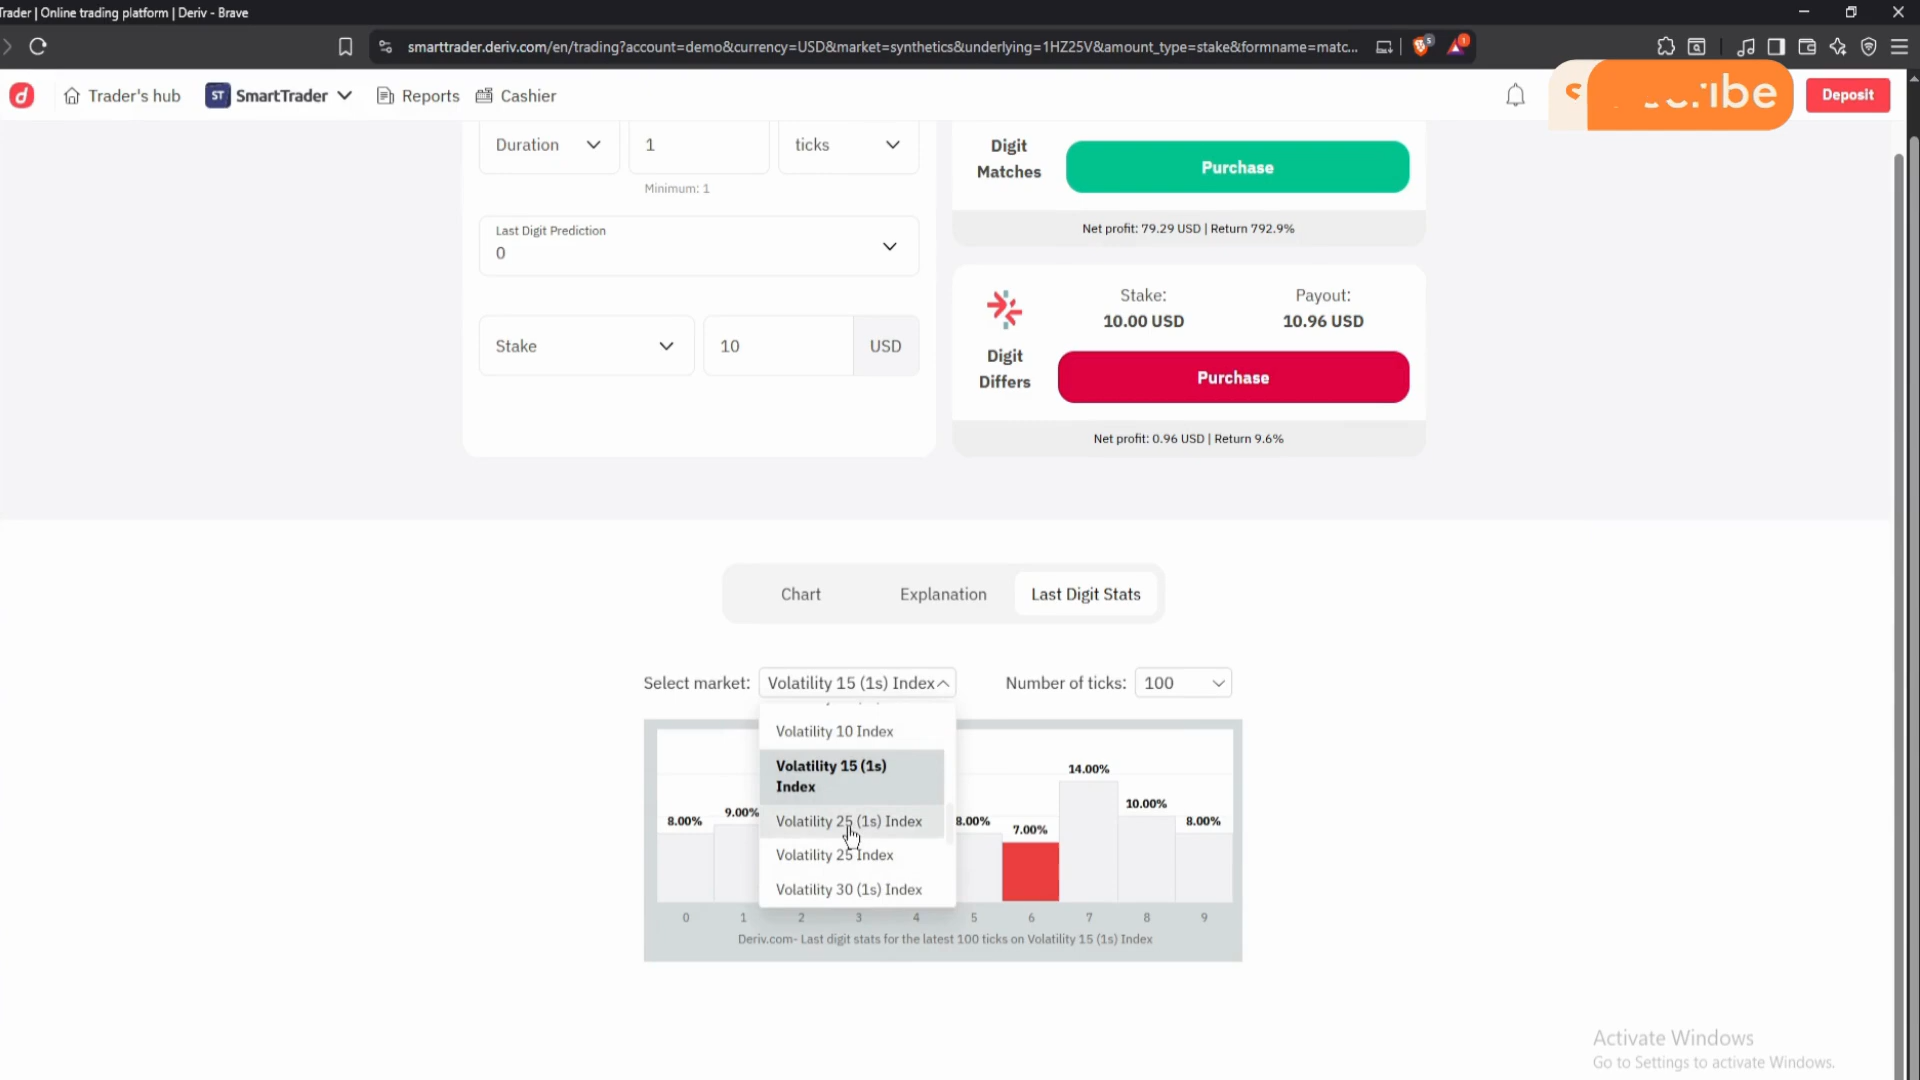 Trader | Online trading platform | Deriv - Brave
smarttrader.deriv.com/en/trading?account=demo&currency=USD&market=synthetics&underlying=1HZ25V&amount_type=stake&formname=matc...
5
1
Trader's hub
ST SmartTrader
Reports
Cashier
Deposit
Duration
1
ticks
Minimum: 1
Last Digit Prediction
0
Stake
10
USD
Digit
Matches
Purchase
Net profit: 79.29 USD | Return 792.9%
Stake:
10.00 USD
Payout:
10.96 USD
Digit
Differs
Purchase
Net profit: 0.96 USD | Return 9.6%
Chart
Explanation
Last Digit Stats
Select market:
Volatility 15 (1s) Index
Number of ticks:
100
Volatility 10 Index
Volatility 15 (1s)
Index
Volatility 25 (1s) Index
Volatility 25 Index
Volatility 30 (1s) Index
8.00%
9.00%
8.00%
7.00%
14.00%
10.00%
8.00%
0 1 2 3 4 5 6 7 8 9
Deriv.com- Last digit stats for the latest 100 ticks on Volatility 15 (1s) Index
Activate Windows
Go to Settings to activate Windows.